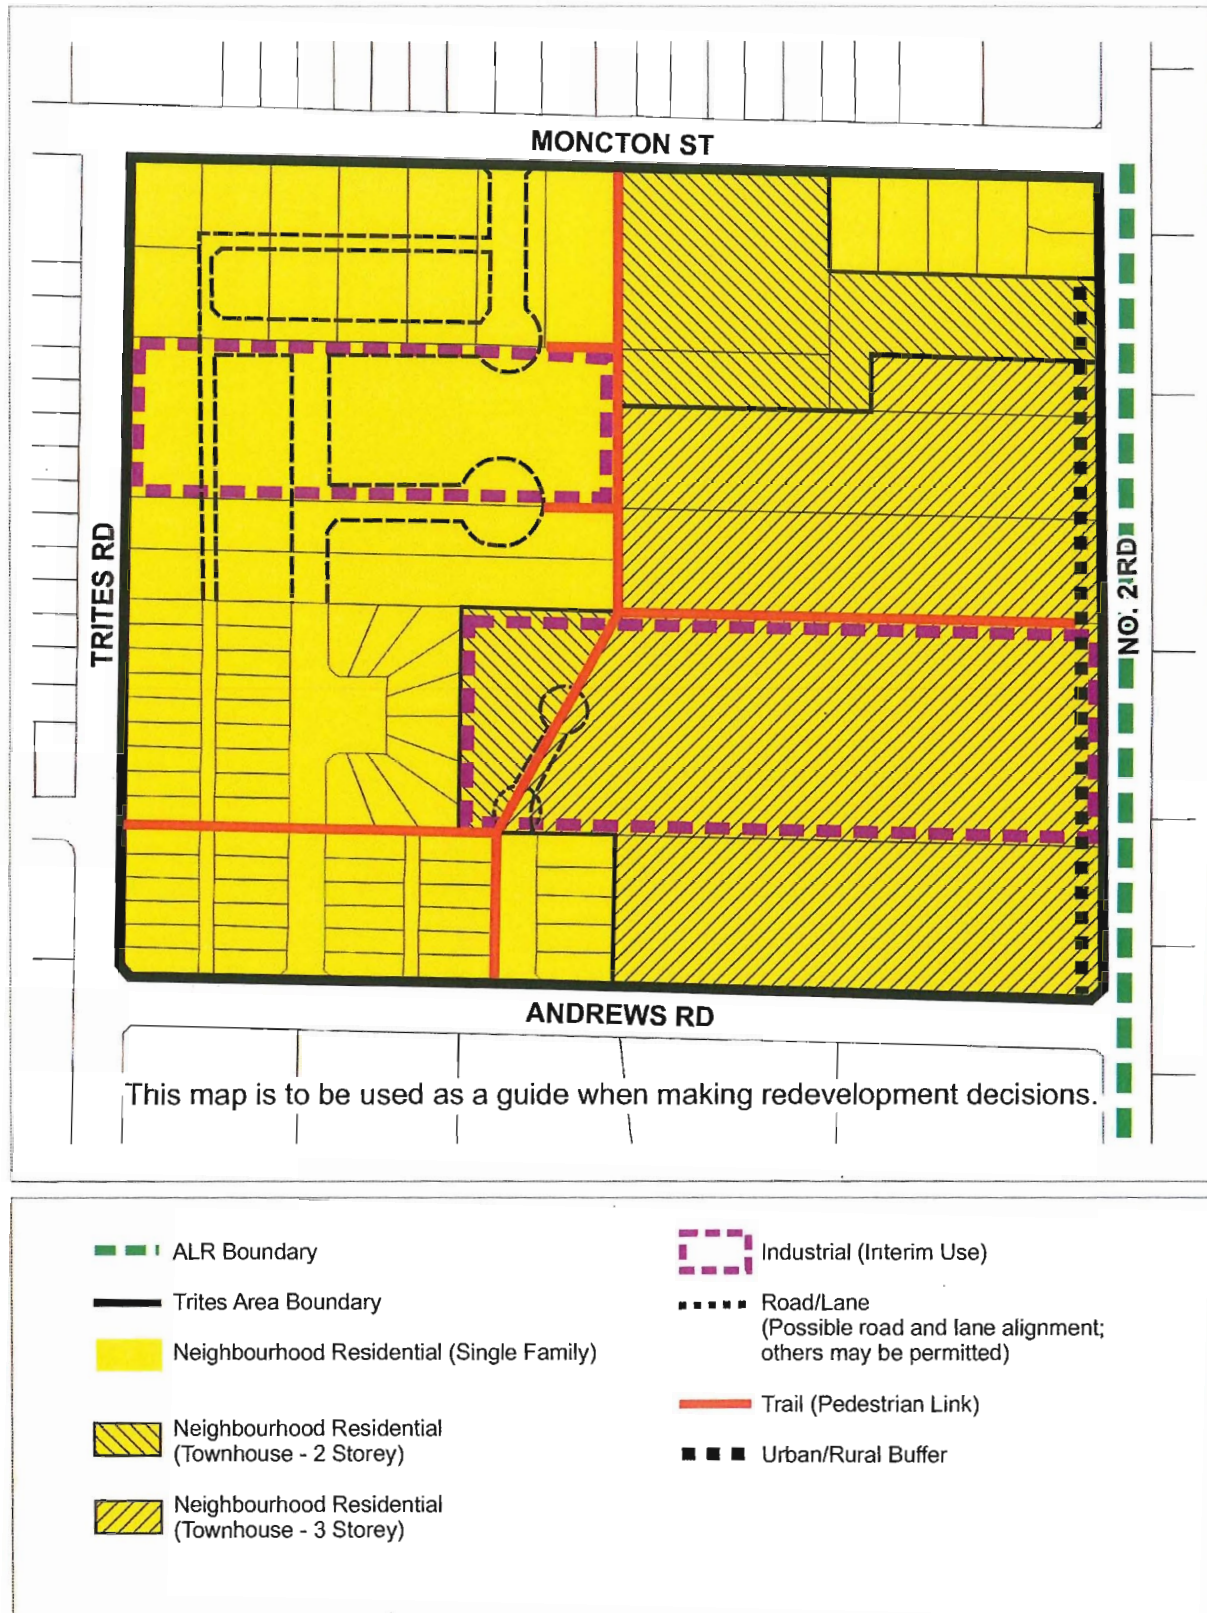 MONCTON ST
TRITES RD
NO. 2 RD
ANDREWS RD
This map is to be used as a guide when making redevelopment decisions.
ALR Boundary
Trites Area Boundary
Neighbourhood Residential (Single Family)
Neighbourhood Residential
(Townhouse - 2 Storey)
Neighbourhood Residential
(Townhouse - 3 Storey)
Industrial (Interim Use)
Road/Lane
(Possible road and lane alignment;
others may be permitted)
Trail (Pedestrian Link)
Urban/Rural Buffer